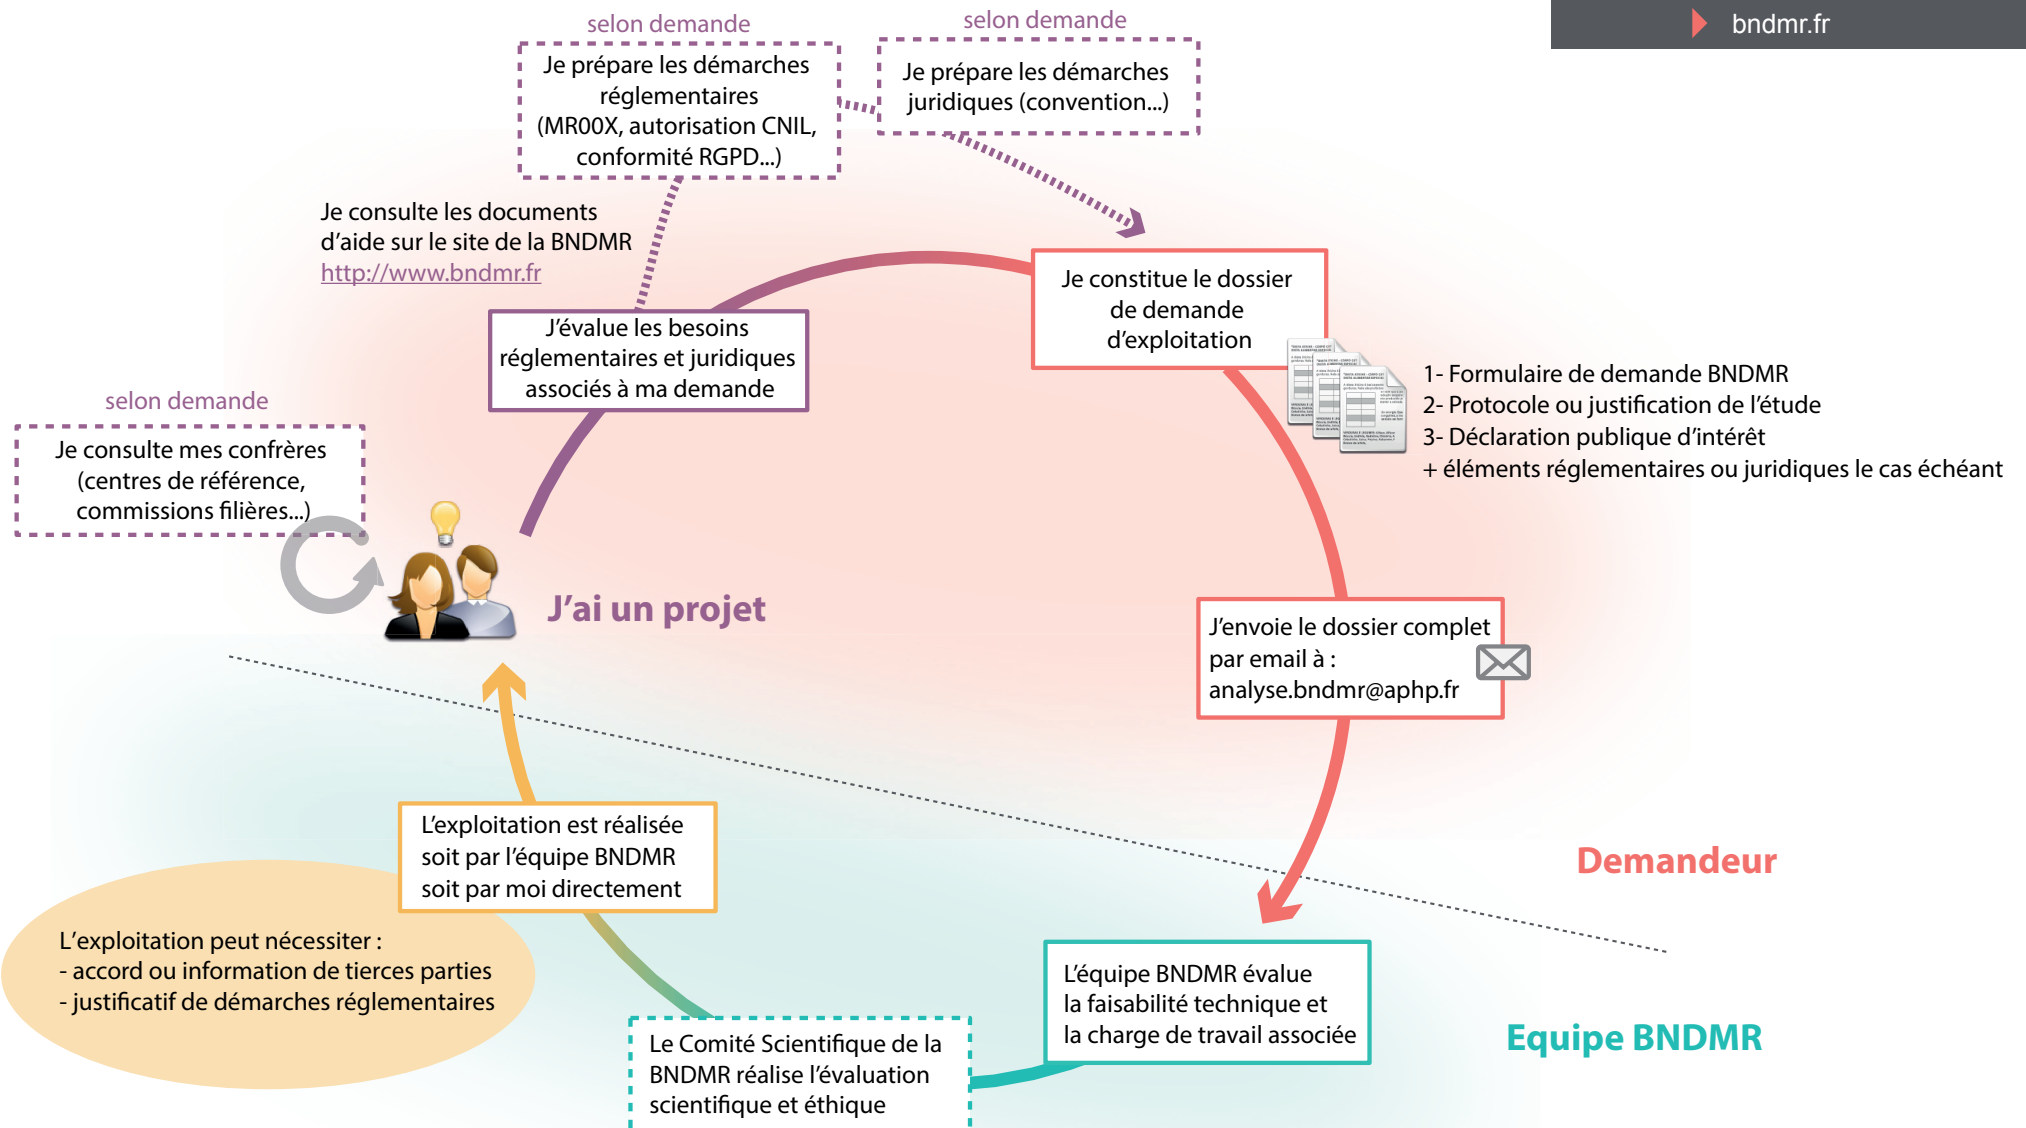 bndmr.fr
selon demande
Je prépare les démarches
réglementaires
(MR00X, autorisation CNIL,
conformité RGPD...)
selon demande
Je prépare les démarches
juridiques (convention...)
Je consulte les documents
d'aide sur le site de la BNDMR
http://www.bndmr.fr
J'évalue les besoins
réglementaires et juridiques
associés à ma demande
Je constitue le dossier
de demande
d'exploitation
1- Formulaire de demande BNDMR
2- Protocole ou justification de l'étude
3- Déclaration publique d'intérêt
+ éléments réglementaires ou juridiques le cas échéant
selon demande
Je consulte mes confrères
(centres de référence,
commissions filières...)
J'ai un projet
J'envoie le dossier complet
par email à :
analyse.bndmr@aphp.fr
L'exploitation est réalisée
soit par l'équipe BNDMR
soit par moi directement
Demandeur
L'exploitation peut nécessiter :
- accord ou information de tierces parties
- justificatif de démarches réglementaires
L'équipe BNDMR évalue
la faisabilité technique et
la charge de travail associée
Equipe BNDMR
Le Comité Scientifique de la
BNDMR réalise l'évaluation
scientifique et éthique